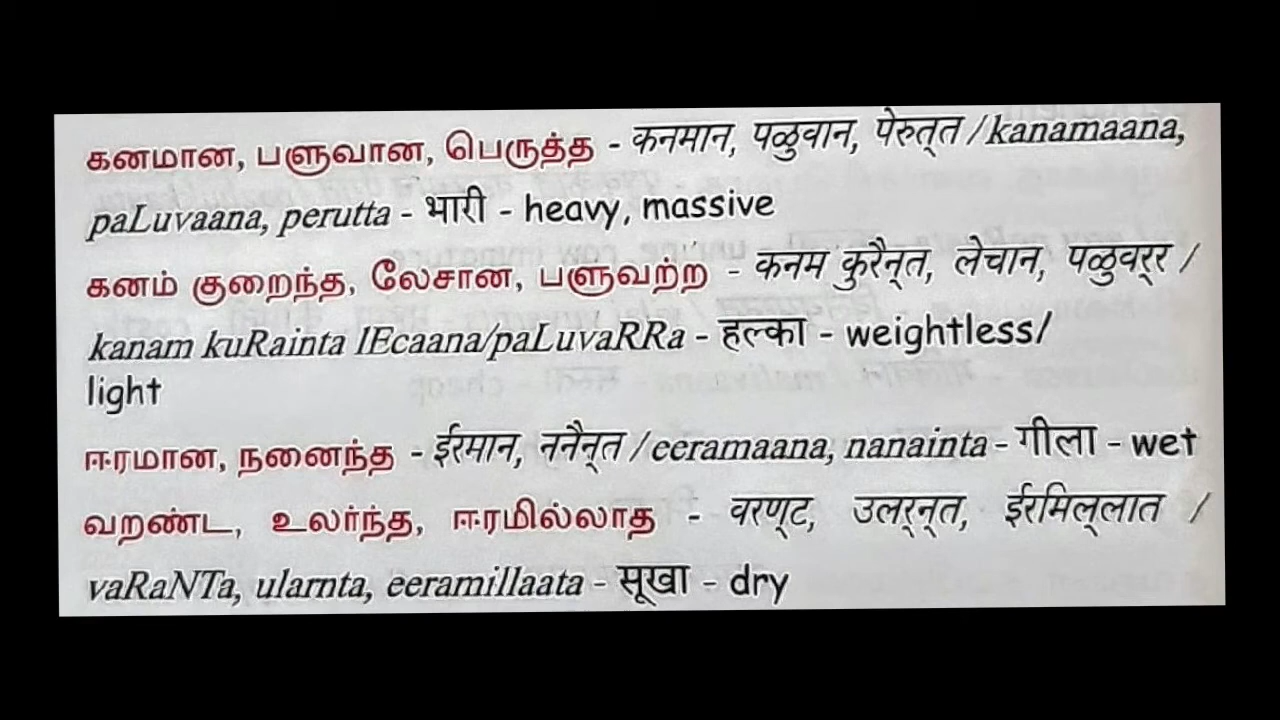 கனமான, பளுவான, பெருத்த - कनमान, पळुवान, पेरुत्‌त / kanamaana,
paLuvaana, perutta - भारी - heavy, massive
கனம் குறைந்த, லேசான, பளுவற்ற - कनम कुरैन्‌त, लेचान, पळुवर्‌र /
kanam kuRainta lEcaana/paLuvaRRa - हल्का - weightless/
light
ஈரமான, நனைந்த - ईरमान, ननैन्‌त / eeramaana, nanainta - गीला - wet
வறண்ட, உலர்ந்த, ஈரமில்லாத - वरण्‌ट, उलर्‌न्‌त, ईरमिल्‌लात /
vaRaNTa, ularnta, eeramillaata - सूखा - dry